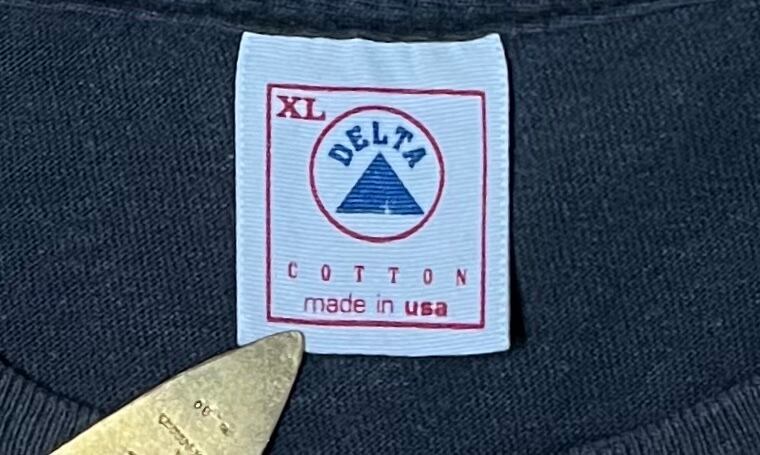 XL
DELTA
COTTON
made in usa